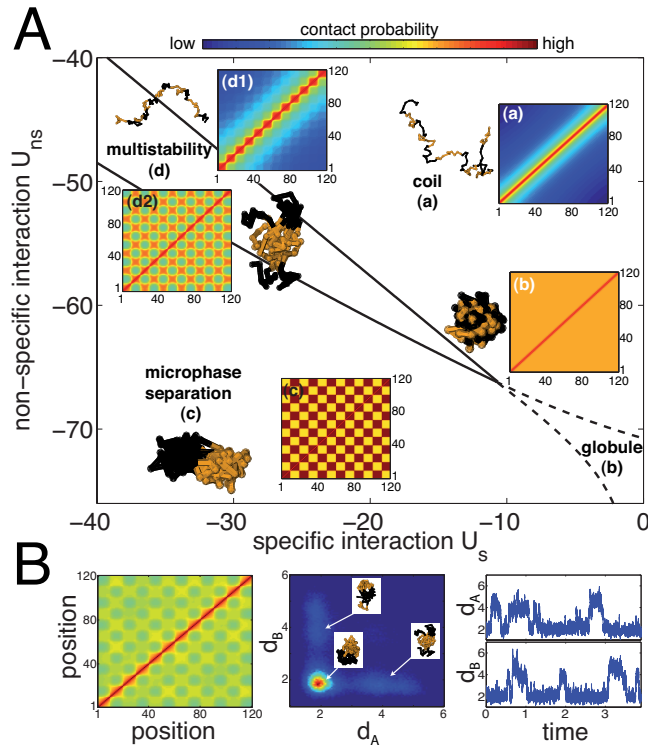 A
contact probability
low
high
−40
−50
−60
−70
non-specific interaction U_ns
(d1)
120
80
40
1
1 40 80 120
multistability
(d)
(d2)
120
80
40
1
1 40 80 120
(a)
120
80
40
1
1 40 80 120
coil
(a)
(b)
120
80
40
1
1 40 80 120
microphase
separation
(c)
(c)
120
80
40
1
1 40 80 120
globule
(b)
−40 −30 −20 −10 0
specific interaction U_s
B
120
80
40
1
position
1 40 80 120
position
6
4
2
d_B
2 4 6
d_A
6
4
2
d_A
6
4
2
d_B
0 1 2 3
time